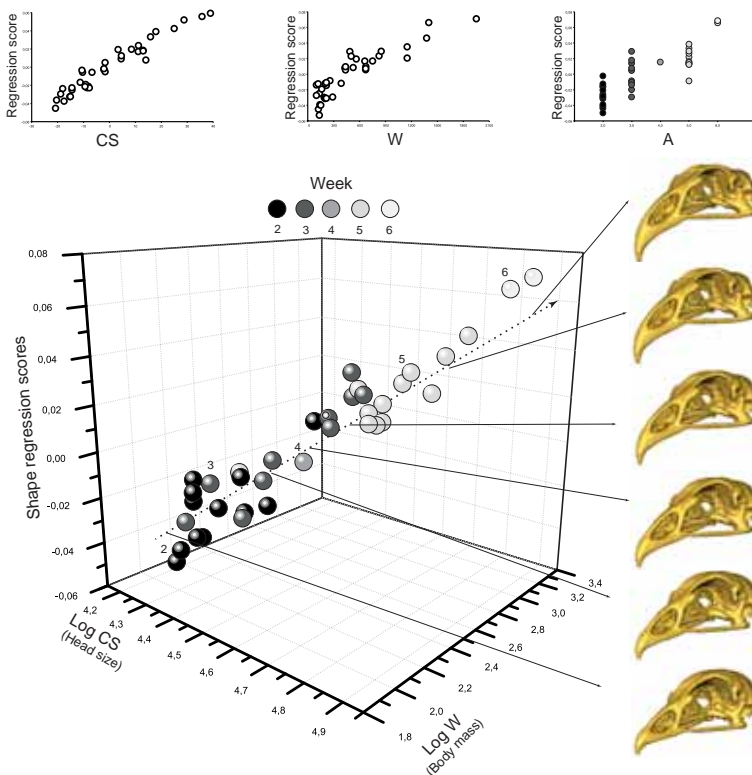 Regression score
CS
Regression score
W
Regression score
A
Week
2 3 4 5 6
0,08
0,06
0,04
0,02
0,00
-0,02
-0,04
-0,06
Shape regression scores
6
5
4
3
2
4,2
4,3
4,4
4,5
4,6
4,7
4,8
4,9
Log CS
(Head size)
1,8
2,0
2,2
2,4
2,6
2,8
3,0
3,2
3,4
Log W
(Body mass)